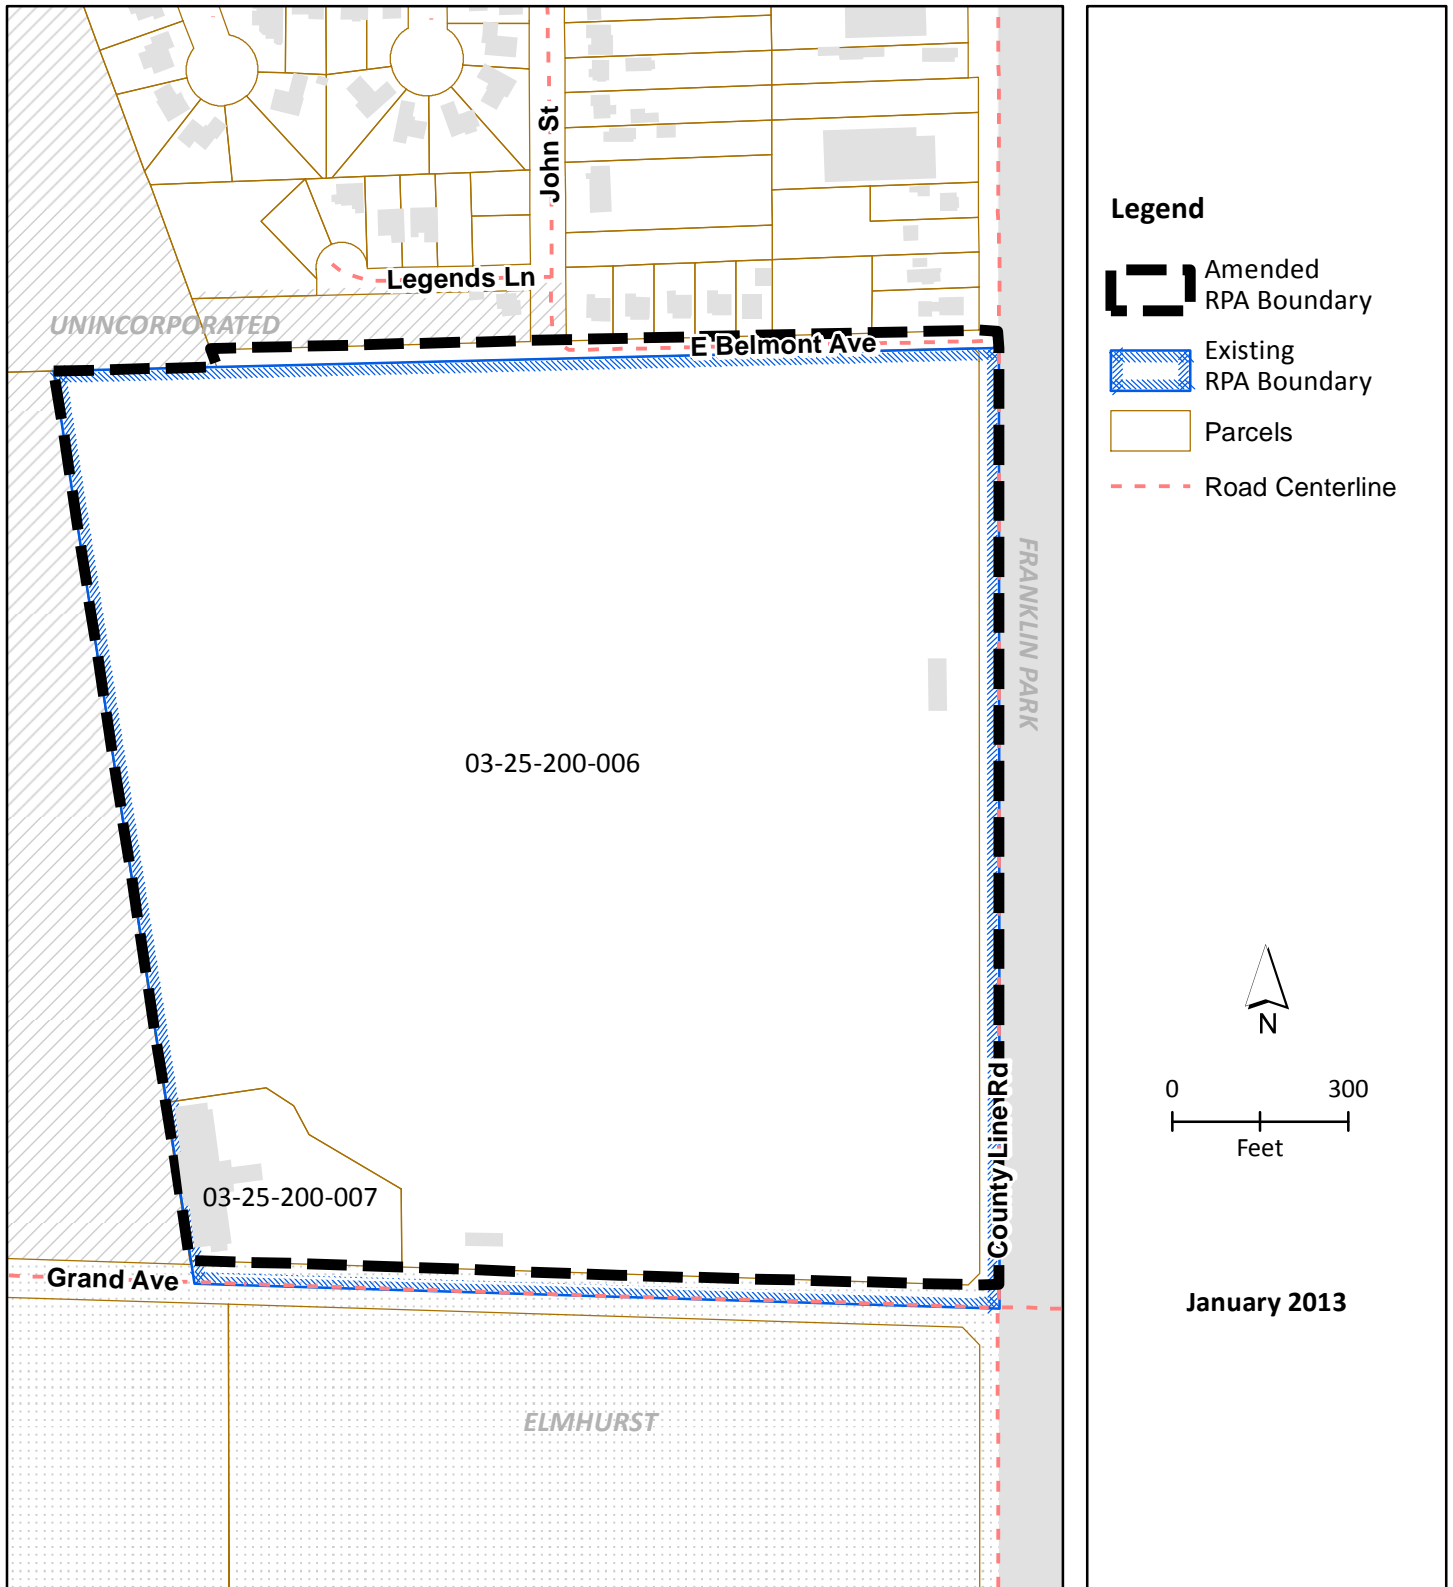 John St
Legends Ln
UNINCORPORATED
E Belmont Ave
FRANKLIN PARK
03-25-200-006
County Line Rd
03-25-200-007
Grand Ave
ELMHURST
Legend
Amended
RPA Boundary
Existing
RPA Boundary
Parcels
Road Centerline
N
0 300
Feet
January 2013